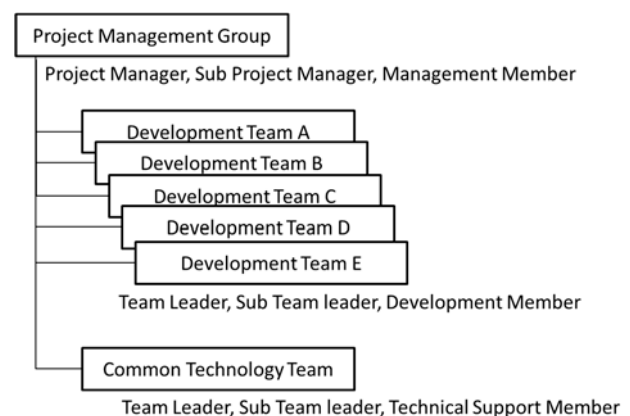 Project Management Group
Project Manager, Sub Project Manager, Management Member
Development Team A
Development Team B
Development Team C
Development Team D
Development Team E
Team Leader, Sub Team leader, Development Member
Common Technology Team
Team Leader, Sub Team leader, Technical Support Member